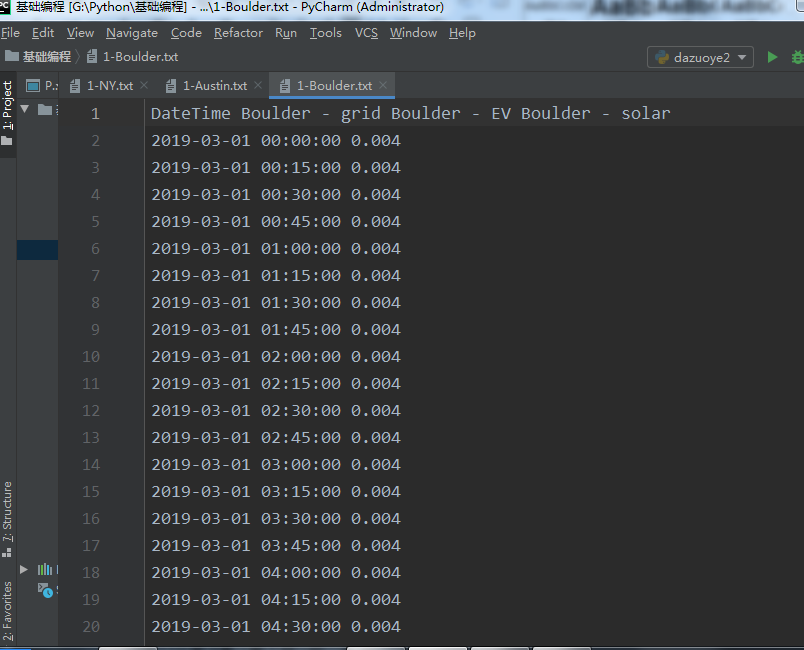 基础编程 [G:\Python\基础编程] - ...\1-Boulder.txt - PyCharm (Administrator)
File Edit View Navigate Code Refactor Run Tools VCS Window Help
基础编程 1-Boulder.txt dazuoye2
1: Project
P.. 1-NY.txt 1-Austin.txt 1-Boulder.txt
1 DateTime Boulder - grid Boulder - EV Boulder - solar
2 2019-03-01 00:00:00 0.004
3 2019-03-01 00:15:00 0.004
4 2019-03-01 00:30:00 0.004
5 2019-03-01 00:45:00 0.004
6 2019-03-01 01:00:00 0.004
7 2019-03-01 01:15:00 0.004
8 2019-03-01 01:30:00 0.004
9 2019-03-01 01:45:00 0.004
10 2019-03-01 02:00:00 0.004
11 2019-03-01 02:15:00 0.004
12 2019-03-01 02:30:00 0.004
13 2019-03-01 02:45:00 0.004
14 2019-03-01 03:00:00 0.004
15 2019-03-01 03:15:00 0.004
16 2019-03-01 03:30:00 0.004
17 2019-03-01 03:45:00 0.004
18 2019-03-01 04:00:00 0.004
19 2019-03-01 04:15:00 0.004
20 2019-03-01 04:30:00 0.004
7: Structure
2: Favorites